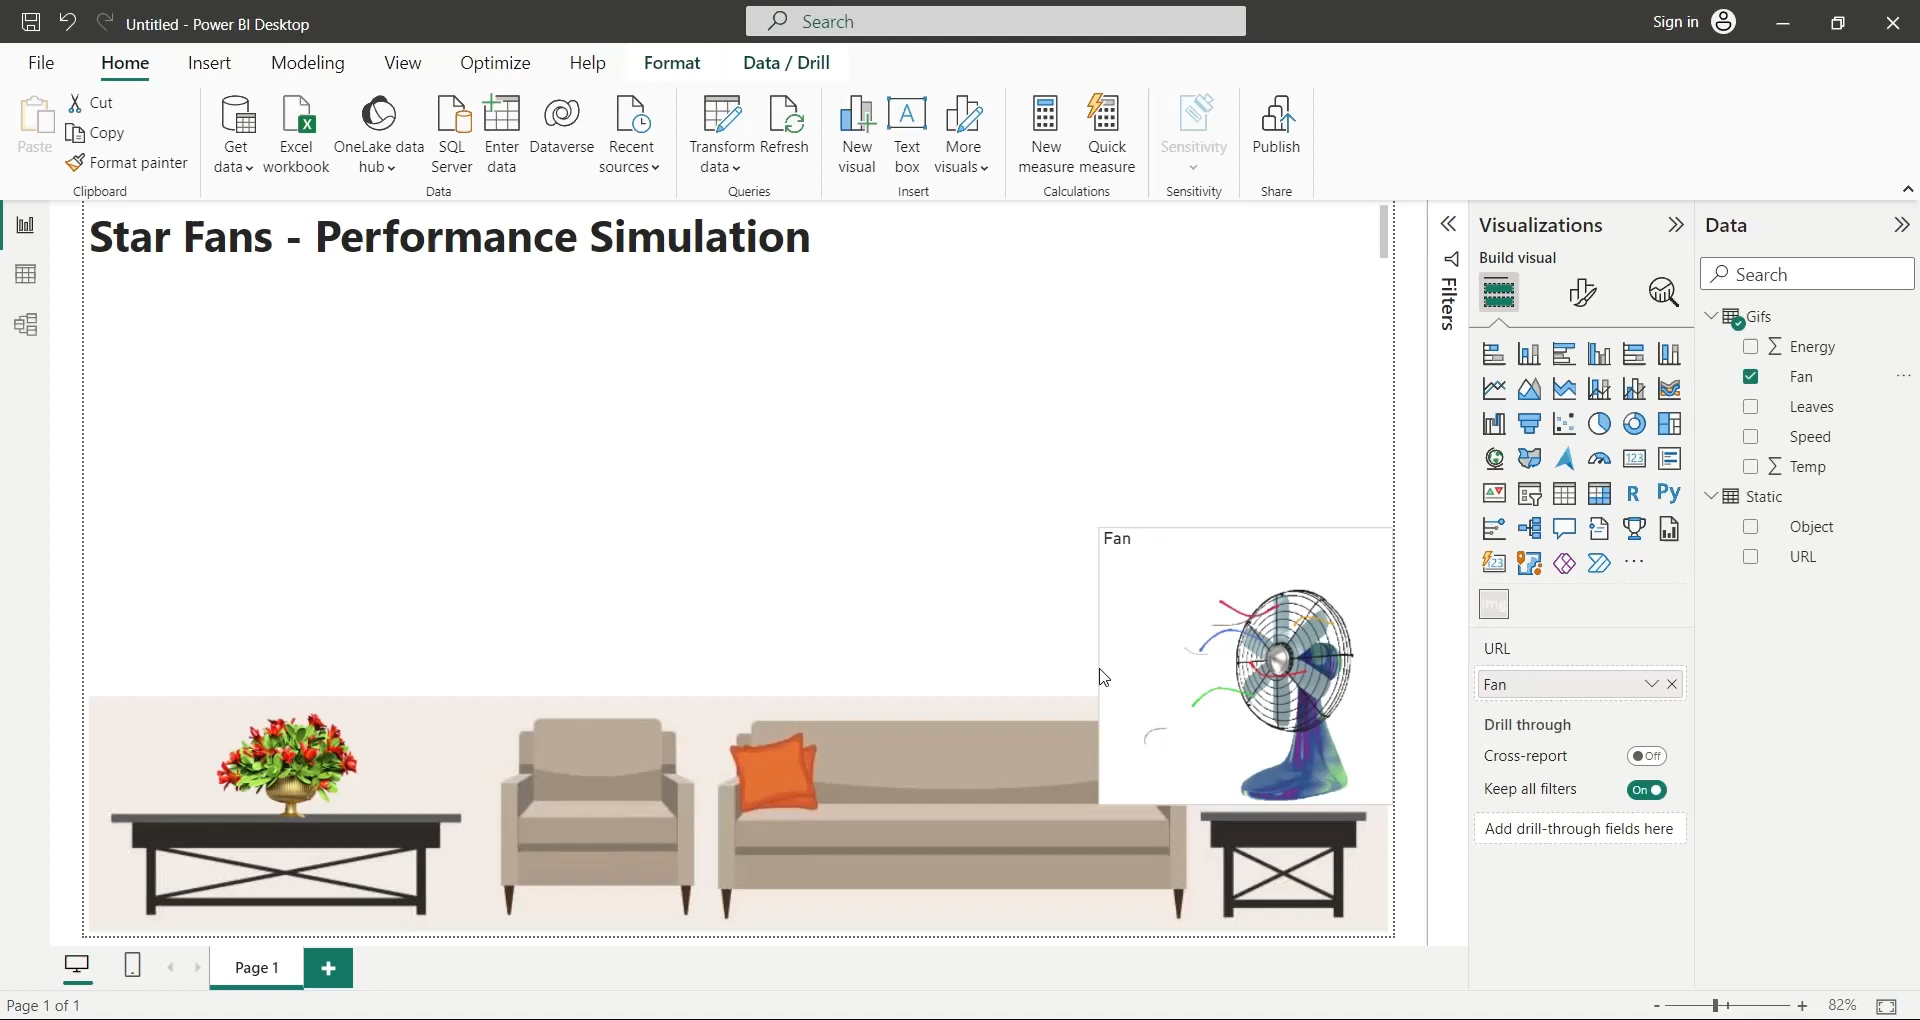 Untitled - Power BI Desktop
Search
Sign in
File
Home
Insert
Modeling
View
Optimize
Help
Format
Data / Drill
Paste
Cut
Copy
Format painter
Clipboard
Get
data
Excel
workbook
OneLake data
hub
SQL
Server
Enter
data
Dataverse
Recent
sources
Data
Transform
data
Refresh
Queries
New
visual
Text
box
More
visuals
Insert
New
measure
Quick
measure
Calculations
Sensitivity
Sensitivity
Publish
Share
Star Fans - Performance Simulation
Fan
Filters
Visualizations
Build visual
123
R
Py
123
img
URL
Fan
Drill through
Cross-report
Off
Keep all filters
On
Add drill-through fields here
Data
Search
Gifs
Energy
Fan
Leaves
Speed
Temp
Static
Object
URL
Page 1
Page 1 of 1
82%